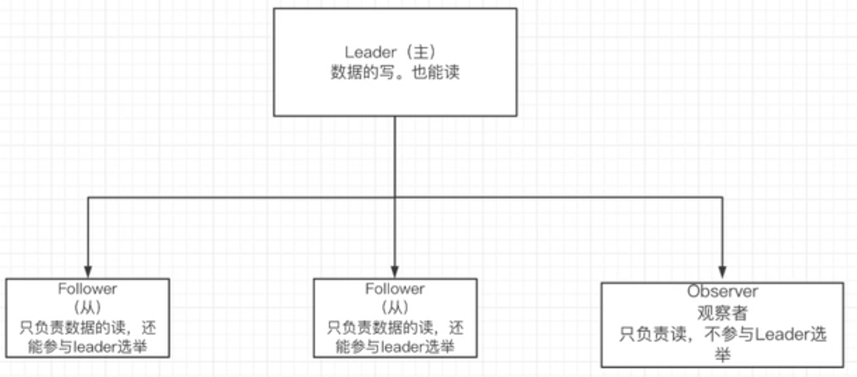 Leader（主）
数据的写。也能读
Follower
（从）
只负责数据的读，还
能参与leader选举
Follower
（从）
只负责数据的读，还
能参与leader选举
Observer
观察者
只负责读，不参与Leader选
举